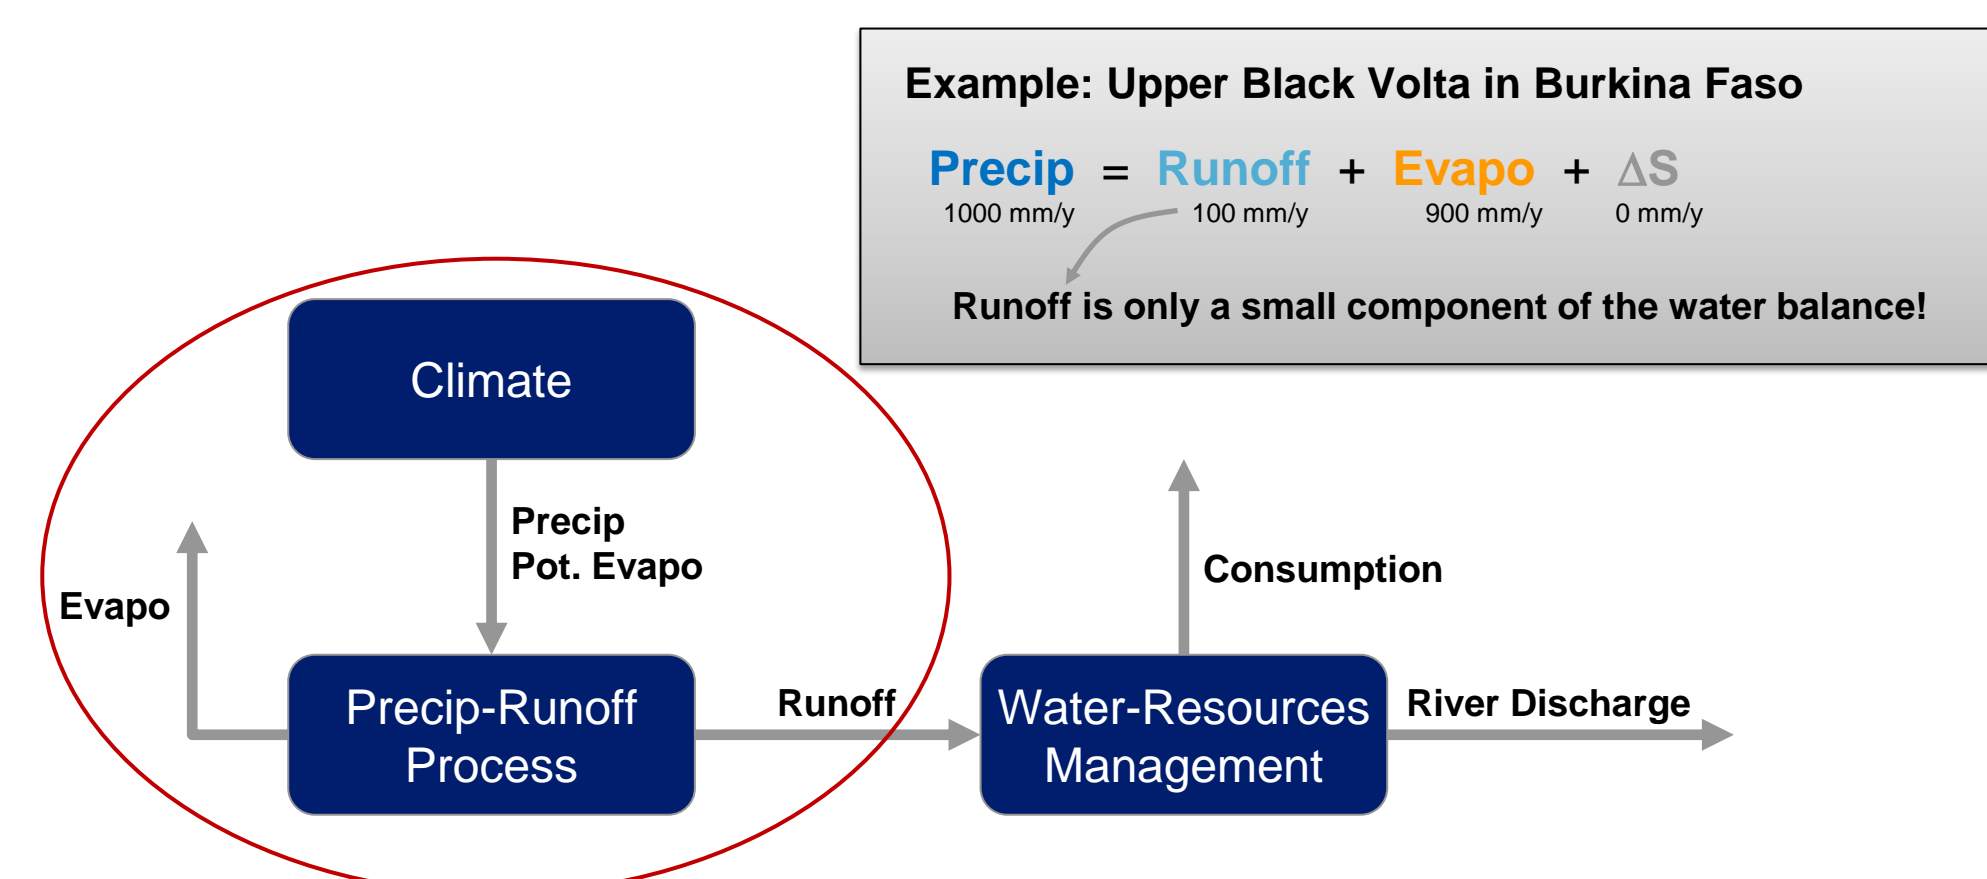 Example: Upper Black Volta in Burkina Faso
Precip = Runoff + Evapo + ΔS
1000 mm/y 100 mm/y 900 mm/y 0 mm/y
Runoff is only a small component of the water balance!
Climate
Precip
Pot. Evapo
Evapo
Consumption
Precip-Runoff
Process
Runoff
Water-Resources
Management
River Discharge